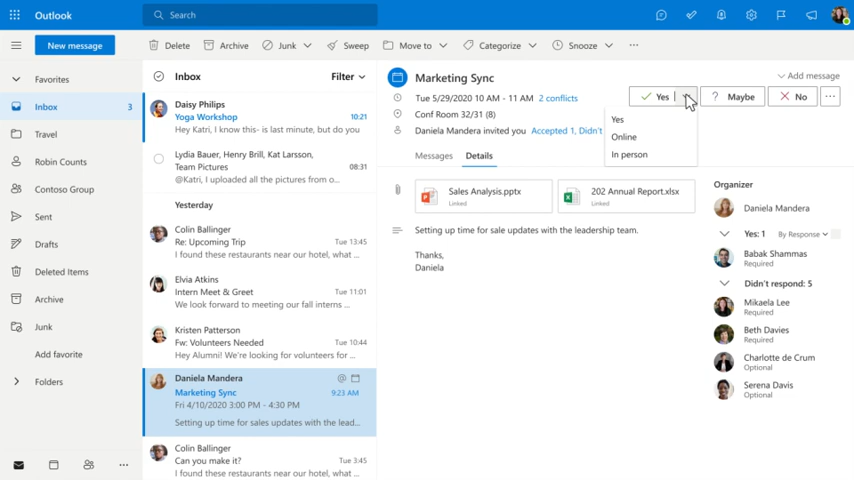 Outlook
Search
New message
Delete
Archive
Junk
Sweep
Move to
Categorize
Snooze
Favorites
Inbox 3
Travel
Robin Counts
Contoso Group
Sent
Drafts
Deleted Items
Archive
Junk
Add favorite
Folders
Inbox
Filter
Daisy Philips
Yoga Workshop 10:21
Hey Katri, I know this- is last minute, but do you
Lydia Bauer, Henry Brill, Kat Larsson,
Team Pictures 08:31
@Katri, I uploaded all the pictures from o...
Yesterday
Colin Ballinger
Re: Upcoming Trip Tue 13:45
I found these restaurants near our hotel, what ...
Elvia Atkins
Intern Meet & Greet Tue 11:01
We look forward to meeting our fall interns ...
Kristen Patterson
Fw: Volunteers Needed Tue 10:44
Hey Alumni! We're looking for volunteers for ...
Daniela Mandera @
Marketing Sync 9:23 AM
Fri 4/10/2020 3:00 PM - 4:30 PM
Setting up time for sales updates with the lead...
Colin Ballinger
Can you make it? Tue 3:45
I found these restaurants near our hotel, what ...
Marketing Sync
Add message
Tue 5/29/2020 10 AM - 11 AM 2 conflicts
Conf Room 32/31 (8)
Daniela Mandera invited you Accepted 1, Didn't
Yes
? Maybe
No
Yes
Online
In person
Messages
Details
Sales Analysis.pptx
Linked
202 Annual Report.xlsx
Linked
Setting up time for sale updates with the leadership team.
Thanks,
Daniela
Organizer
Daniela Mandera
Yes: 1 By Response
Babak Shammas
Required
Didn't respond: 5
Mikaela Lee
Required
Beth Davies
Required
Charlotte de Crum
Optional
Serena Davis
Optional